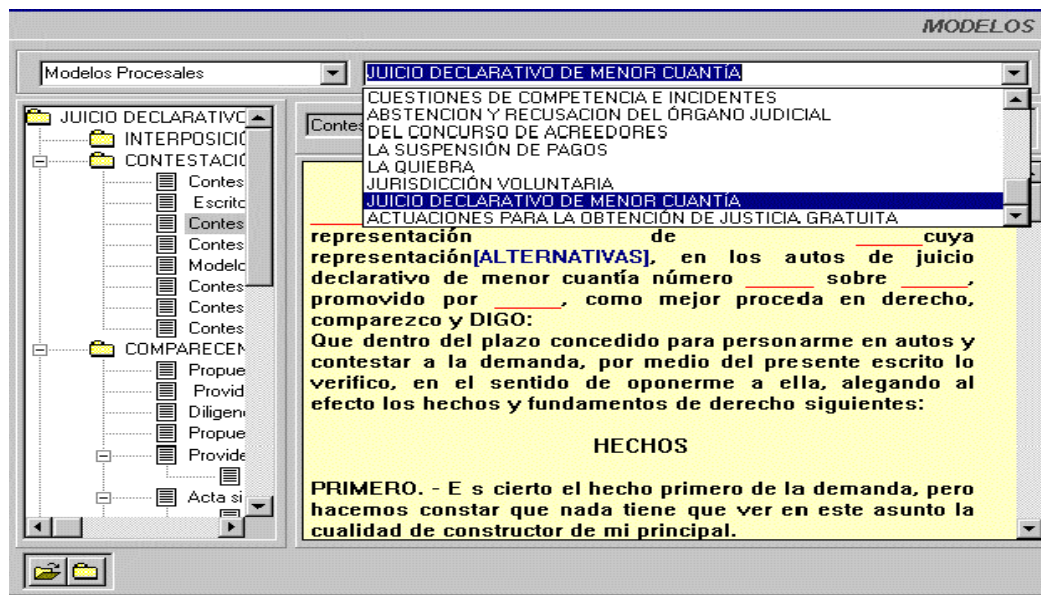 MODELOS
Modelos Procesales
JUICIO DECLARATIVO DE MENOR CUANTÍA
CUESTIONES DE COMPETENCIA E INCIDENTES
ABSTENCION Y RECUSACION DEL ÓRGANO JUDICIAL
DEL CONCURSO DE ACREEDORES
LA SUSPENSIÓN DE PAGOS
LA QUIEBRA
JURISDICCIÓN VOLUNTARIA
JUICIO DECLARATIVO DE MENOR CUANTÍA
ACTUACIONES PARA LA OBTENCIÓN DE JUSTICIA GRATUITA
JUICIO DECLARATIVO
INTERPOSICIÓ
CONTESTACIÓ
Contes
Escrito
Contes
Contes
Modelo
Contes
Contes
Contes
COMPARECEN
Propue
Provid
Diligen
Propue
Provide
Acta si
Contes
representación de ______cuya
representación[ALTERNATIVAS], en los autos de juicio
declarativo de menor cuantía número ______ sobre ______,
promovido por ______, como mejor proceda en derecho,
comparezco y DIGO:
Que dentro del plazo concedido para personarme en autos y
contestar a la demanda, por medio del presente escrito lo
verifico, en el sentido de oponerme a ella, alegando al
efecto los hechos y fundamentos de derecho siguientes:
HECHOS
PRIMERO. - E s cierto el hecho primero de la demanda, pero
hacemos constar que nada tiene que ver en este asunto la
cualidad de constructor de mi principal.